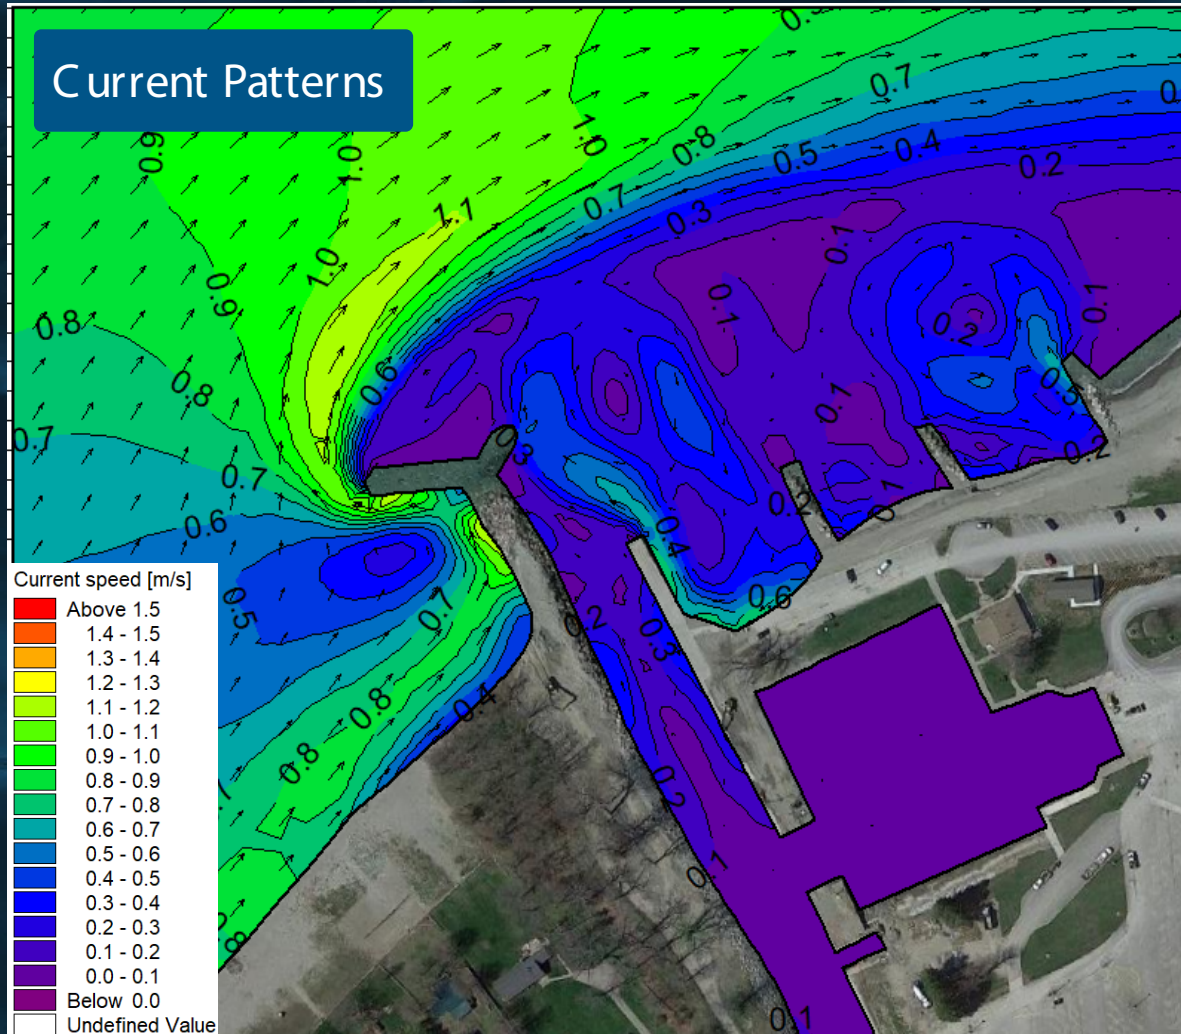 Current Patterns
0.7
0.9
1.0
1.0
0.8
0.4
0.5
0.2
0.7
0.3
1.1
1.0
0.9
0.1
0.1
0.1
0.8
0.2
0.6
0.8
0.5
0.1
0.7
0.3
0.2
0.7
0.2
0.1
0.6
0.4
0.5
0.7
0.6
0.2
0.3
0.8
0.4
0.8
0.2
0.1
0.8
0.1
Current speed [m/s]
Above 1.5
1.4 - 1.5
1.3 - 1.4
1.2 - 1.3
1.1 - 1.2
1.0 - 1.1
0.9 - 1.0
0.8 - 0.9
0.7 - 0.8
0.6 - 0.7
0.5 - 0.6
0.4 - 0.5
0.3 - 0.4
0.2 - 0.3
0.1 - 0.2
0.0 - 0.1
Below 0.0
Undefined Value